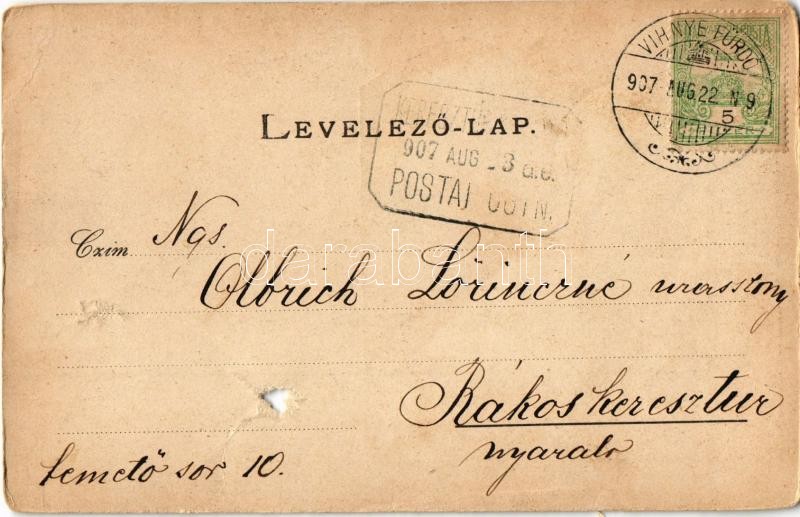 VIHNYE-FÜRDŐ
907 AUG 22 N 9
5
LEVELEZŐ-LAP.
907 AUG - 3 d.e.
POSTAI
Czim Ngs.
darabanth
Olbrich Lőrinczné urasszony
Rákoskeresztur
nyaraló
temető sor 10.